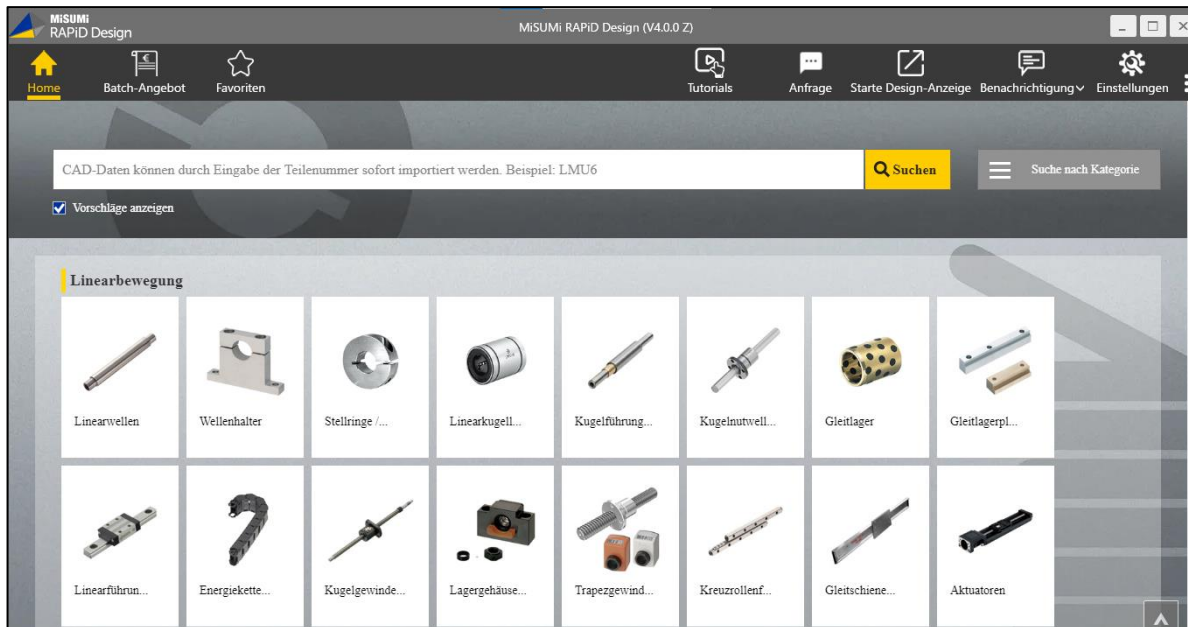 MiSUMi
RAPiD Design
MiSUMi RAPiD Design (V4.0.0 Z)
Home
Batch-Angebot
Favoriten
Tutorials
Anfrage
Starte Design-Anzeige
Benachrichtigung
Einstellungen
CAD-Daten können durch Eingabe der Teilenummer sofort importiert werden. Beispiel: LMU6
Suchen
Suche nach Kategorie
Vorschläge anzeigen
Linearbewegung
Linearwellen
Wellenhalter
Stellringe /...
Linearkugell...
Kugelführung...
Kugelnutwell...
Gleitlager
Gleitlagerpl...
Linearführun...
Energiekette...
Kugelgewinde...
Lagergehäuse...
Trapezgewind...
Kreuzrollenf...
Gleitschiene...
Aktuatoren